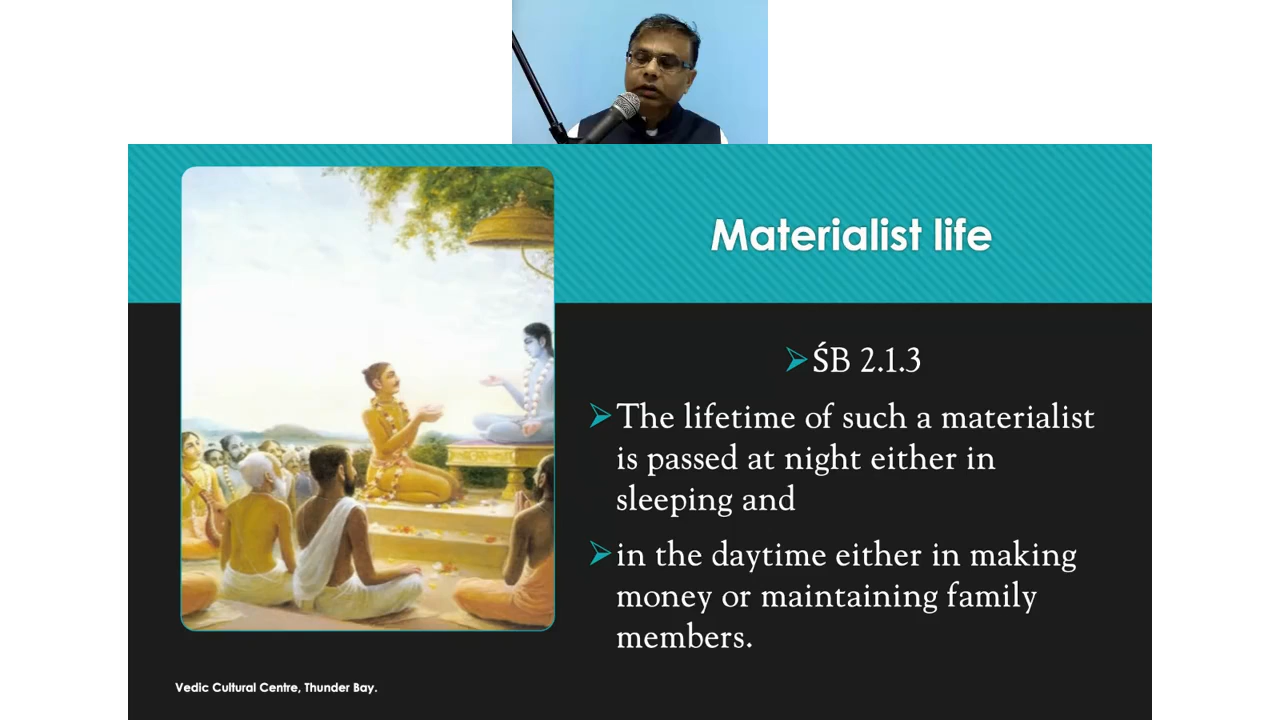 Materialist life
ŚB 2.1.3
The lifetime of such a materialist
is passed at night either in
sleeping and
in the daytime either in making
money or maintaining family
members.
Vedic Cultural Centre, Thunder Bay.